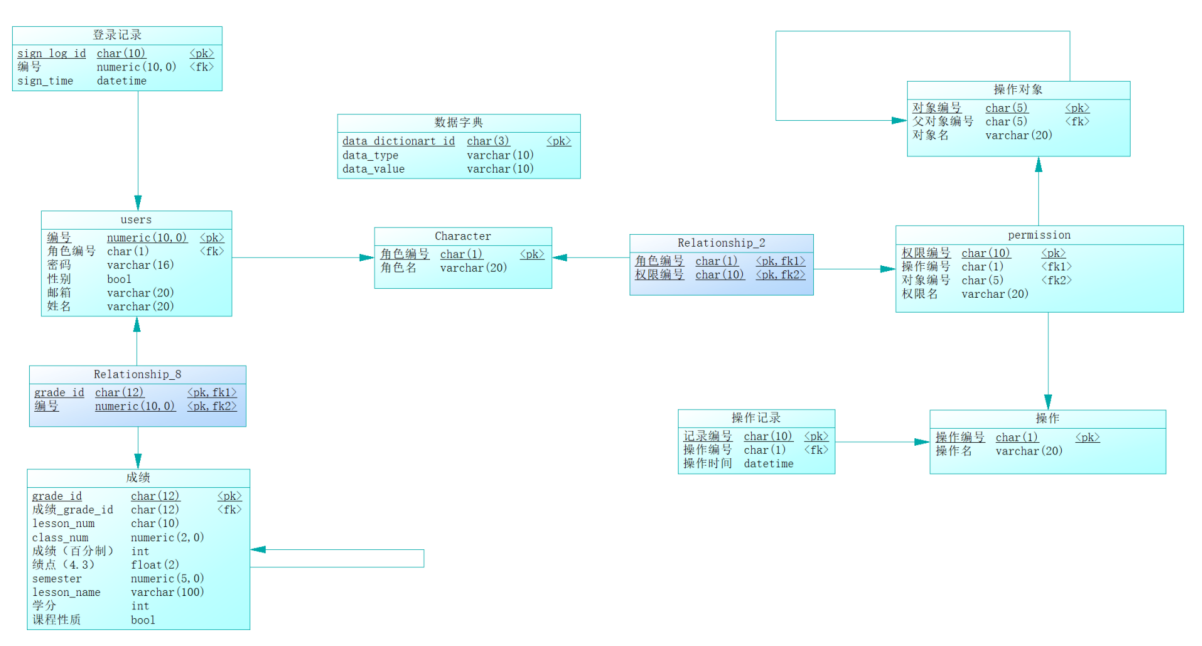 登录记录
sign_log_id char(10) <pk>
编号 numeric(10,0) <fk>
sign_time datetime
数据字典
data_dictionart_id char(3) <pk>
data_type varchar(10)
data_value varchar(10)
操作对象
对象编号 char(5) <pk>
父对象编号 char(5) <fk>
对象名 varchar(20)
users
编号 numeric(10,0) <pk>
角色编号 char(1) <fk>
密码 varchar(16)
性别 bool
邮箱 varchar(20)
姓名 varchar(20)
Character
角色编号 char(1) <pk>
角色名 varchar(20)
Relationship_2
角色编号 char(1) <pk,fk1>
权限编号 char(10) <pk,fk2>
permission
权限编号 char(10) <pk>
操作编号 char(1) <fk1>
对象编号 char(5) <fk2>
权限名 varchar(20)
Relationship_8
grade_id char(12) <pk,fk1>
编号 numeric(10,0) <pk,fk2>
操作记录
记录编号 char(10) <pk>
操作编号 char(1) <fk>
操作时间 datetime
操作
操作编号 char(1) <pk>
操作名 varchar(20)
成绩
grade_id char(12) <pk>
成绩_grade_id char(12) <fk>
lesson_num char(10)
class_num numeric(2,0)
成绩（百分制） int
绩点（4.3） float(2)
semester numeric(5,0)
lesson_name varchar(100)
学分 int
课程性质 bool